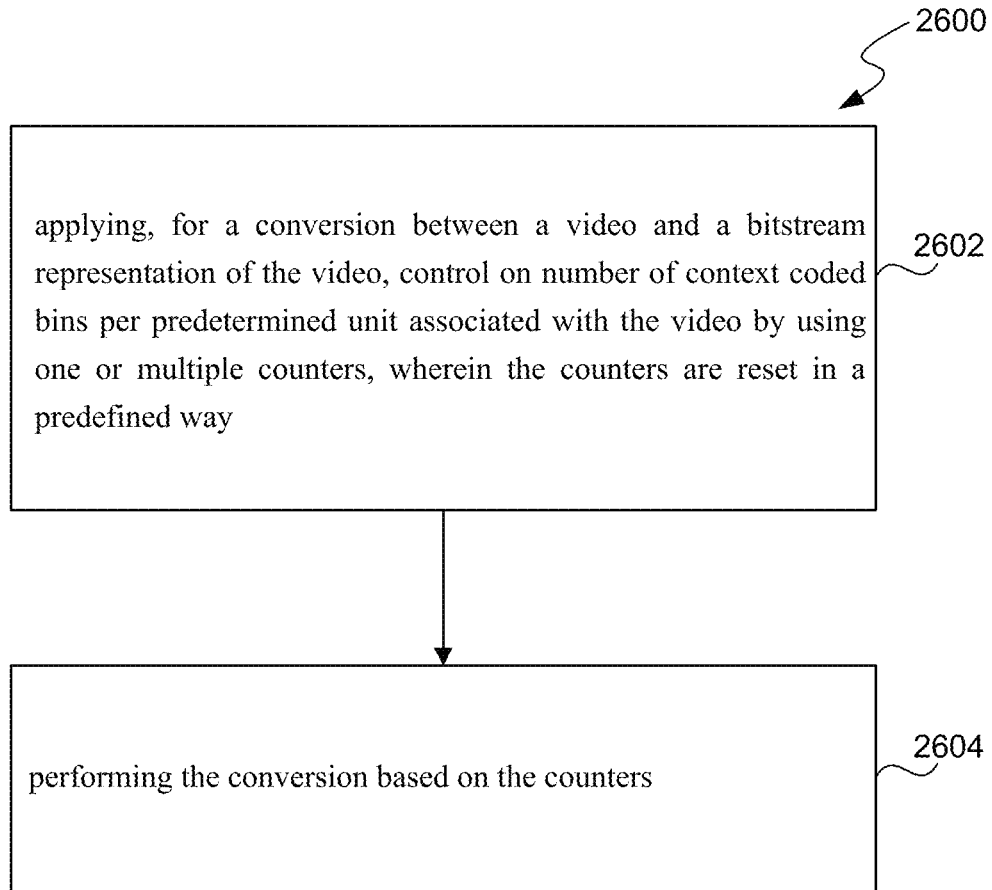 2600
applying, for a conversion between a video and a bitstream
representation of the video, control on number of context coded
bins per predetermined unit associated with the video by using
one or multiple counters, wherein the counters are reset in a
predefined way
2602
performing the conversion based on the counters
2604